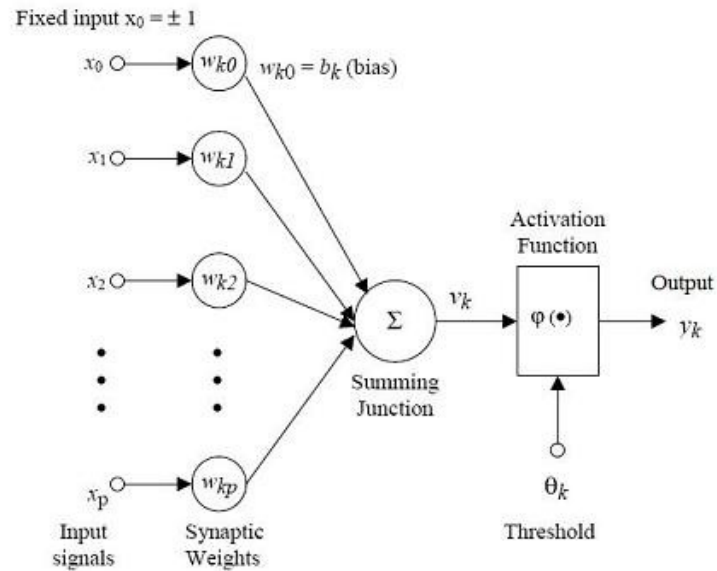 Fixed input x₀ = ± 1
x₀
wₖ₀
wₖ₀ = bₖ (bias)
x₁
wₖ₁
x₂
wₖ₂
Σ
Summing
Junction
vₖ
Activation
Function
φ (•)
Output
yₖ
θₖ
Threshold
xₚ
wₖₚ
Input
signals
Synaptic
Weights